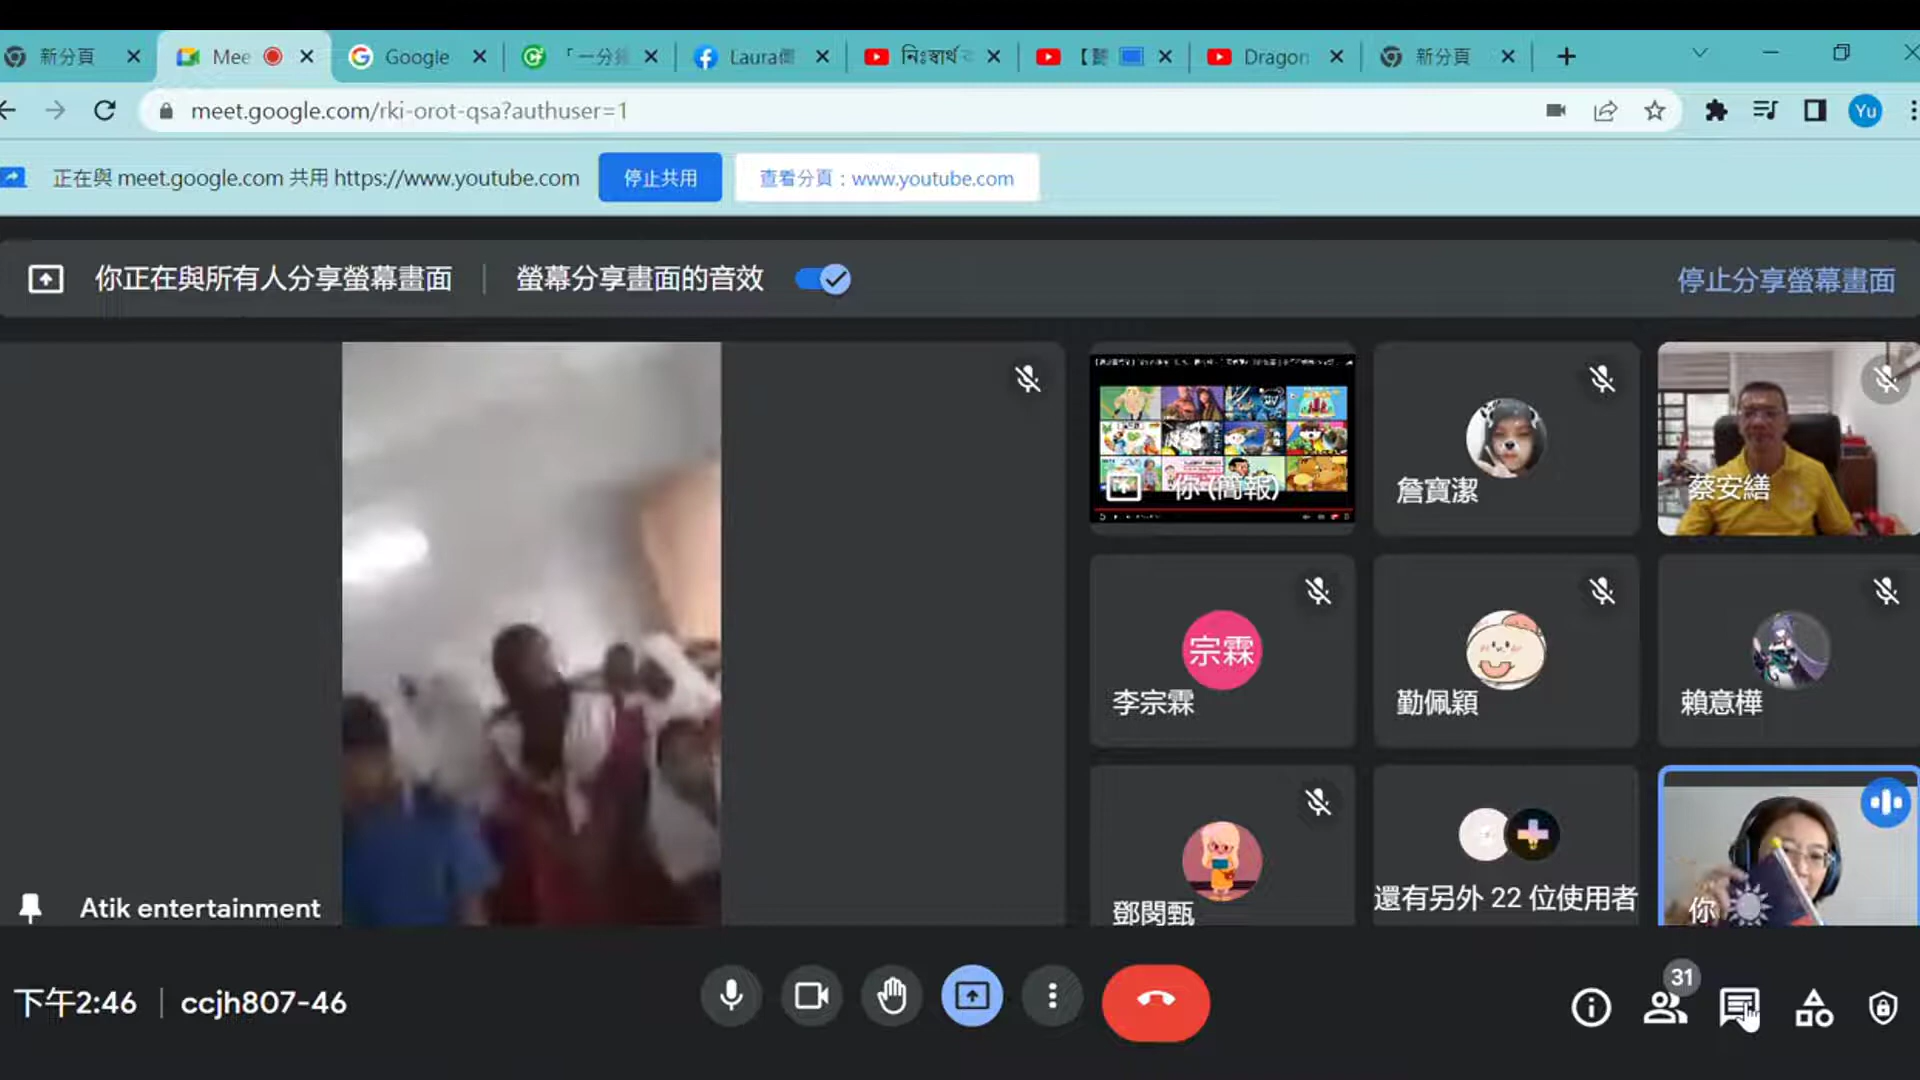 新分頁
Mee
Google
「一分鐘
Laura
নিঃস্বার্থ
Dragon
新分頁
meet.google.com/rki-orot-qsa?authuser=1
Yu
正在與 meet.google.com 共用 https://www.youtube.com
停止共用
查看分頁：www.youtube.com
你正在與所有人分享螢幕畫面
螢幕分享畫面的音效
停止分享螢幕畫面
你 (簡報)
詹寶潔
蔡安繕
宗霖
李宗霖
勤佩穎
賴意樺
Atik entertainment
鄧閔甄
還有另外 22 位使用者
你
下午2:46
ccjh807-46
31